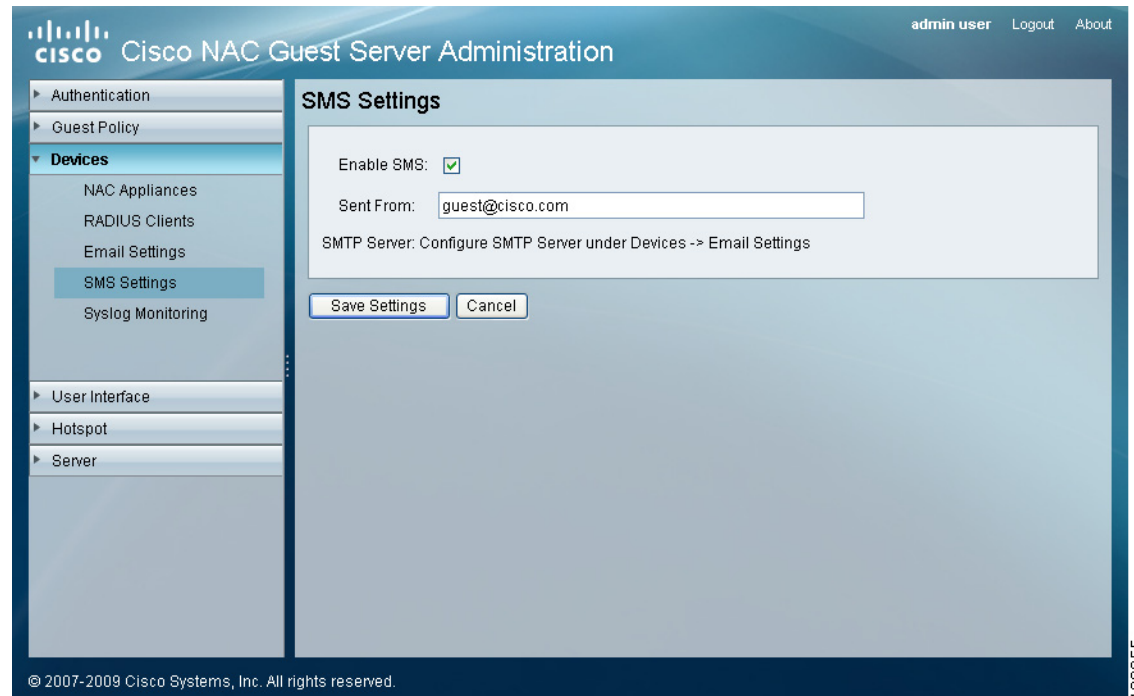 admin user Logout About
cisco Cisco NAC Guest Server Administration
Authentication
Guest Policy
Devices
NAC Appliances
RADIUS Clients
Email Settings
SMS Settings
Syslog Monitoring
User Interface
Hotspot
Server
SMS Settings
Enable SMS:
Sent From: guest@cisco.com
SMTP Server: Configure SMTP Server under Devices -> Email Settings
Save Settings Cancel
© 2007-2009 Cisco Systems, Inc. All rights reserved.